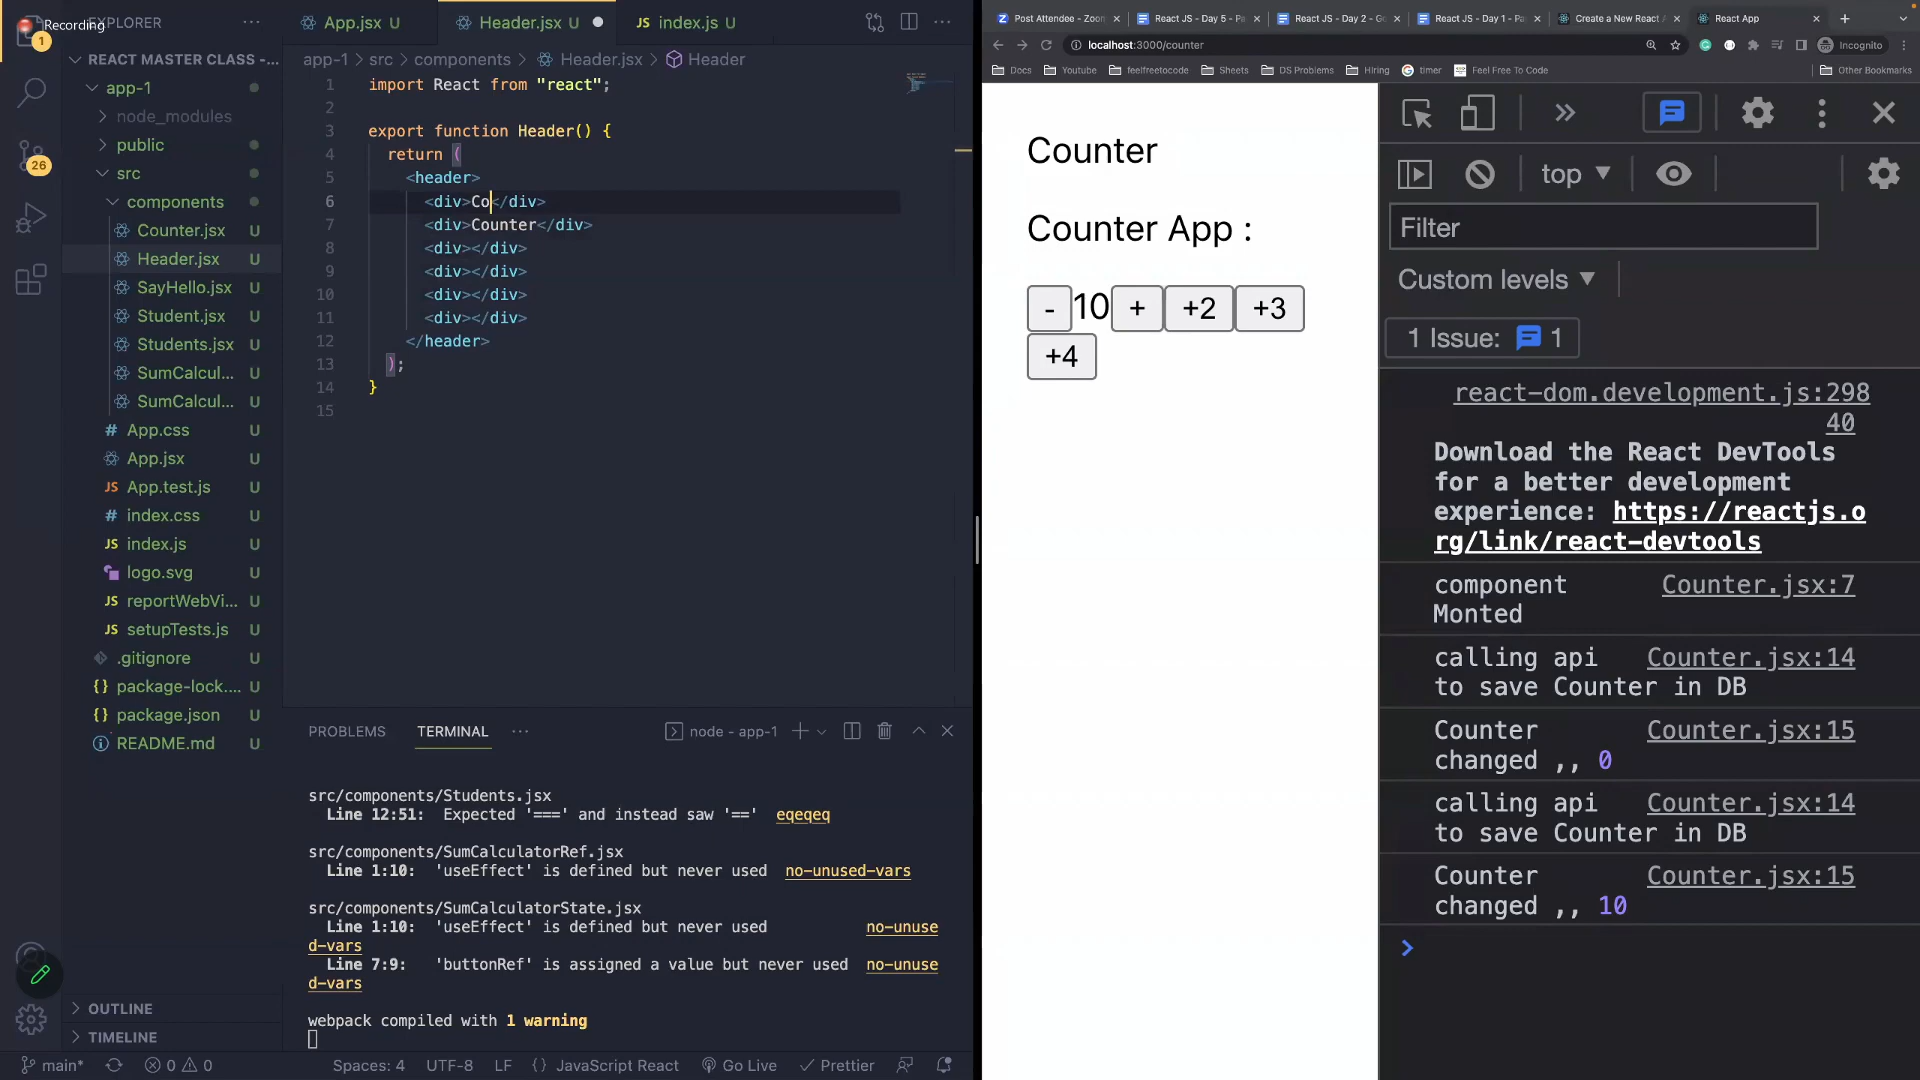 Recording
EXPLORER
1
REACT MASTER CLASS -...
app-1
node_modules
public
src
components
Counter.jsx U
Header.jsx U
SayHello.jsx U
Student.jsx U
Students.jsx U
SumCalcul... U
SumCalcul... U
App.css U
App.jsx U
App.test.js U
index.css U
index.js U
logo.svg U
reportWebVi... U
setupTests.js U
.gitignore U
package-lock.... U
package.json U
README.md U
OUTLINE
TIMELINE
26
App.jsx U
Header.jsx U
JS index.js U
app-1 > src > components > Header.jsx > Header
1 import React from "react";
2
3 export function Header() {
4 return (
5 <header>
6 <div>Co</div>
7 <div>Counter</div>
8 <div></div>
9 <div></div>
10 <div></div>
11 <div></div>
12 </header>
13 );
14 }
15
PROBLEMS TERMINAL ··· node - app-1
src/components/Students.jsx
Line 12:51: Expected '===' and instead saw '==' eqeqeq
src/components/SumCalculatorRef.jsx
Line 1:10: 'useEffect' is defined but never used no-unused-vars
src/components/SumCalculatorState.jsx
Line 1:10: 'useEffect' is defined but never used no-unuse
d-vars
Line 7:9: 'buttonRef' is assigned a value but never used no-unuse
d-vars
webpack compiled with 1 warning
main* 0 0 Spaces: 4 UTF-8 LF {} JavaScript React Go Live Prettier
Post Attendee - Zoom
React JS - Day 5 - Pa
React JS - Day 2 - Go
React JS - Day 1 - Pa
Create a New React A
React App
localhost:3000/counter
Incognito
Docs Youtube feelfreetocode Sheets DS Problems Hiring timer Feel Free To Code Other Bookmarks
Counter
Counter App :
- 10 + +2 +3
+4
top
Filter
Custom levels
1 Issue: 1
react-dom.development.js:298
40
Download the React DevTools
for a better development
experience: https://reactjs.o
rg/link/react-devtools
component Counter.jsx:7
Monted
calling api Counter.jsx:14
to save Counter in DB
Counter Counter.jsx:15
changed ,, 0
calling api Counter.jsx:14
to save Counter in DB
Counter Counter.jsx:15
changed ,, 10